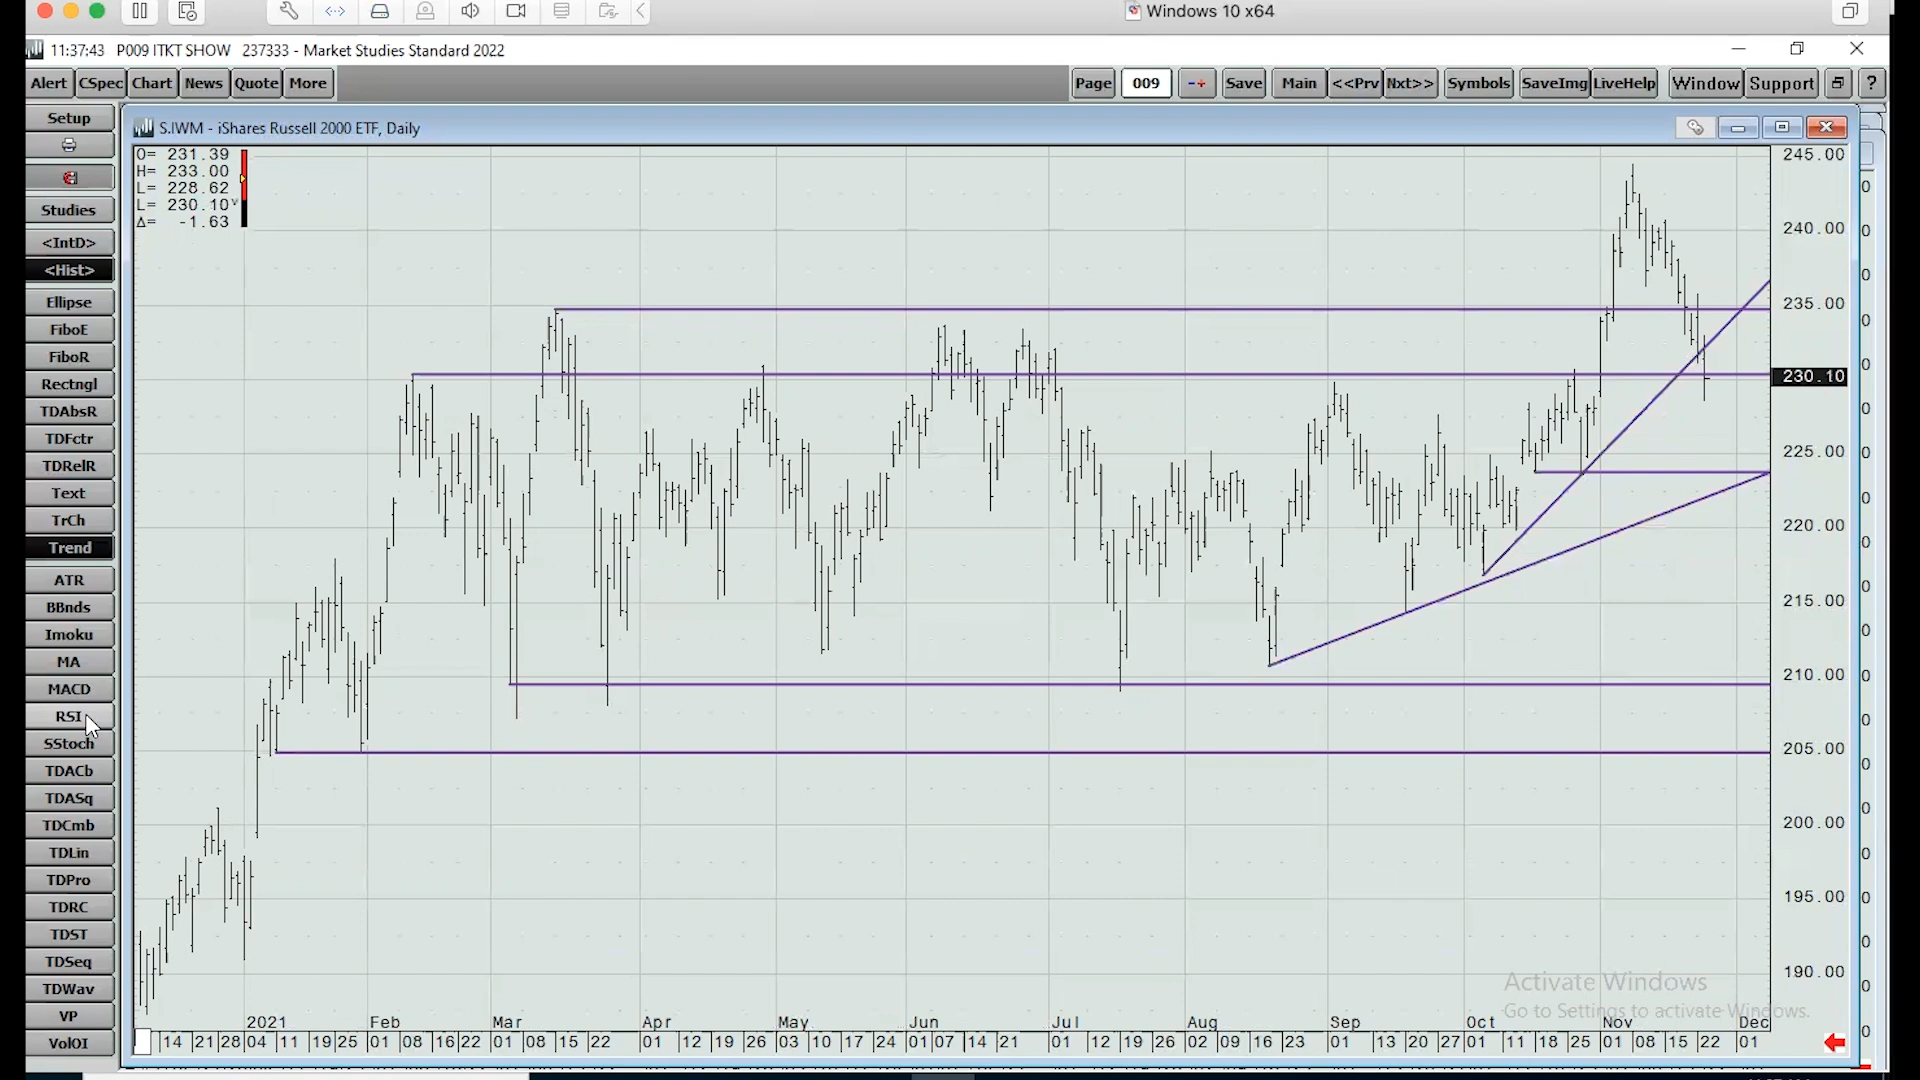 Windows 10 x64
11:37:43 P009 ITKT SHOW 237333 - Market Studies Standard 2022
Alert CSpec Chart News Quote More Page 009 -+ Save Main <<Prv Nxt>> Symbols SaveImg LiveHelp Window Support ?
Setup
S.IWM - iShares Russell 2000 ETF, Daily
O= 231.39
H= 233.00
L= 228.62
L= 230.10v
Δ= -1.63
Studies
<IntD>
<Hist>
Ellipse
FiboE
FiboR
Rectngl
TDAbsR
TDFctr
TDRelR
Text
TrCh
Trend
ATR
BBnds
Imoku
MA
MACD
RSI
SStoch
TDACb
TDASq
TDCmb
TDLin
TDPro
TDRC
TDST
TDSeq
TDWav
VP
VolOI
245.00
240.00
235.00
230.10
225.00
220.00
215.00
210.00
205.00
200.00
195.00
190.00
Activate Windows
Go to Settings to activate Windows.
2021 Feb Mar Apr May Jun Jul Aug Sep Oct Nov Dec
14 21 28 04 11 19 25 01 08 16 22 01 08 15 22 01 12 19 26 03 10 17 24 01 07 14 21 01 12 19 26 02 09 16 23 01 13 20 27 01 11 18 25 01 08 15 22 01